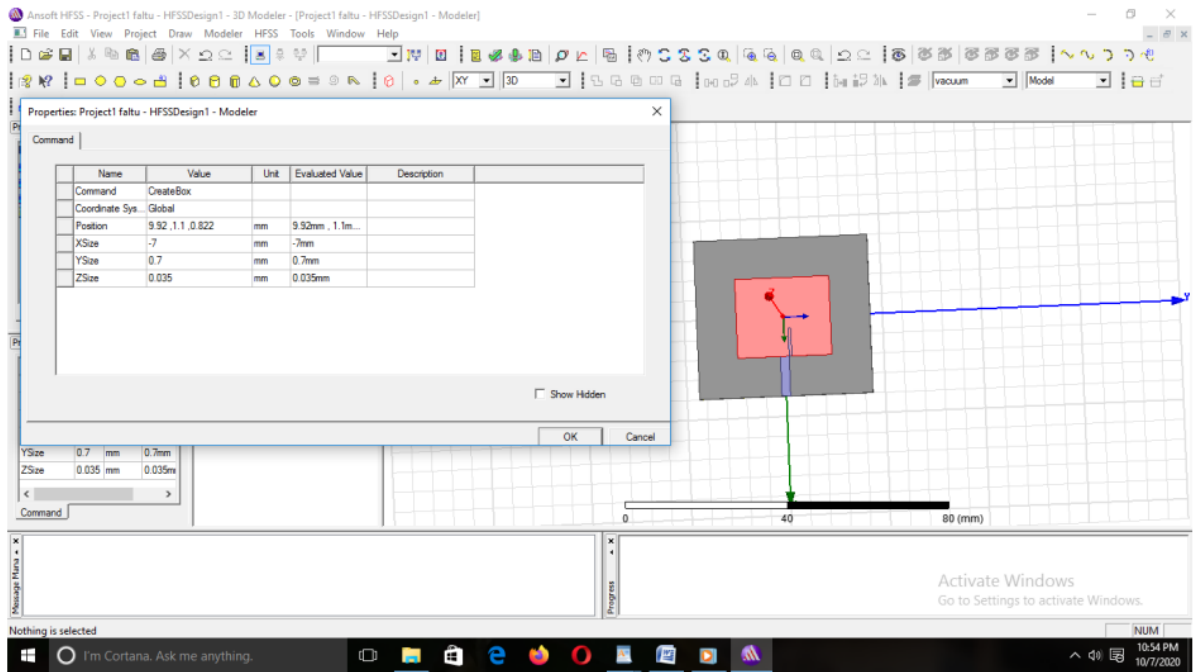 Ansoft HFSS - Project1 faltu - HFSSDesign1 - 3D Modeler - [Project1 faltu - HFSSDesign1 - Modeler]
File Edit View Project Draw Modeler HFSS Tools Window Help
XY 3D vacuum Model
Properties: Project1 faltu - HFSSDesign1 - Modeler
Command
Name Value Unit Evaluated Value Description
Command CreateBox
Coordinate Sys... Global
Position 9.92 ,1.1 ,0.822 mm 9.92mm , 1.1m...
XSize -7 mm -7mm
YSize 0.7 mm 0.7mm
ZSize 0.035 mm 0.035mm
Show Hidden
OK Cancel
Y
Z
YSize 0.7 mm 0.7mm
ZSize 0.035 mm 0.035m
Command
0 40 80 (mm)
Message Mana
Progress
Activate Windows
Go to Settings to activate Windows.
Nothing is selected
NUM
I'm Cortana. Ask me anything.
10:54 PM
10/7/2020